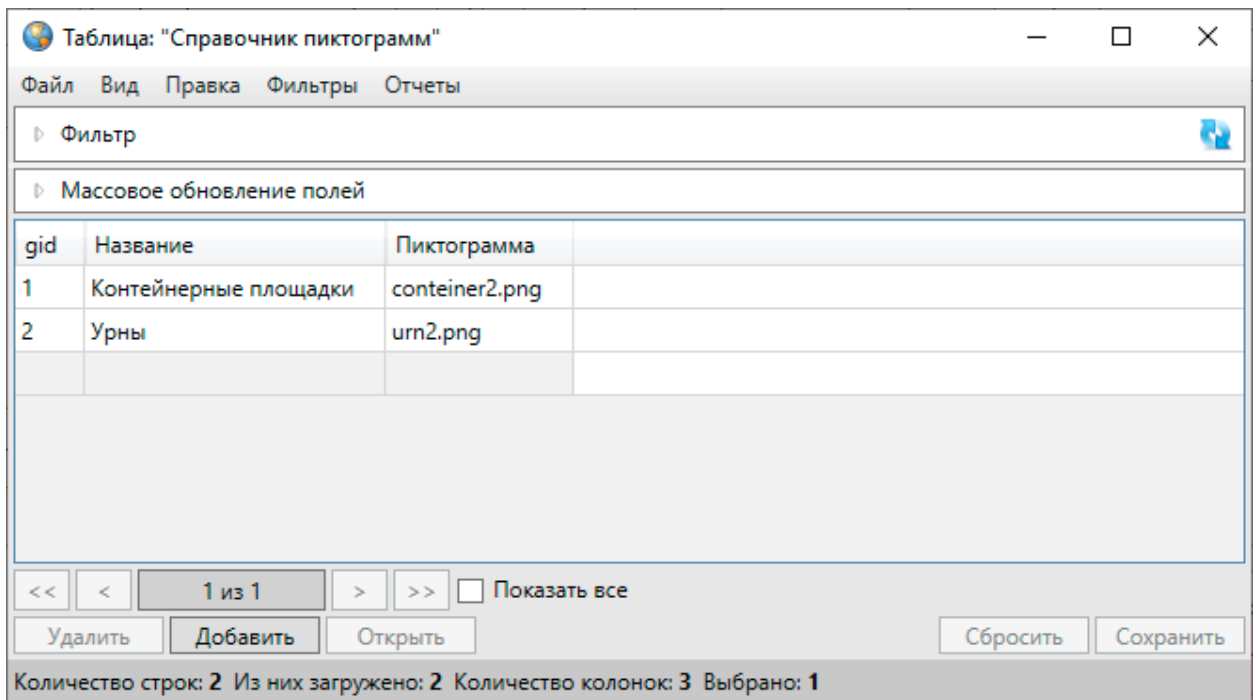 Таблица: "Справочник пиктограмм"
Файл Вид Правка Фильтры Отчеты
Фильтр
Массовое обновление полей
gid Название Пиктограмма
1 Контейнерные площадки conteiner2.png
2 Урны urn2.png
<< < 1 из 1 > >> Показать все
Удалить Добавить Открыть Сбросить Сохранить
Количество строк: 2 Из них загружено: 2 Количество колонок: 3 Выбрано: 1